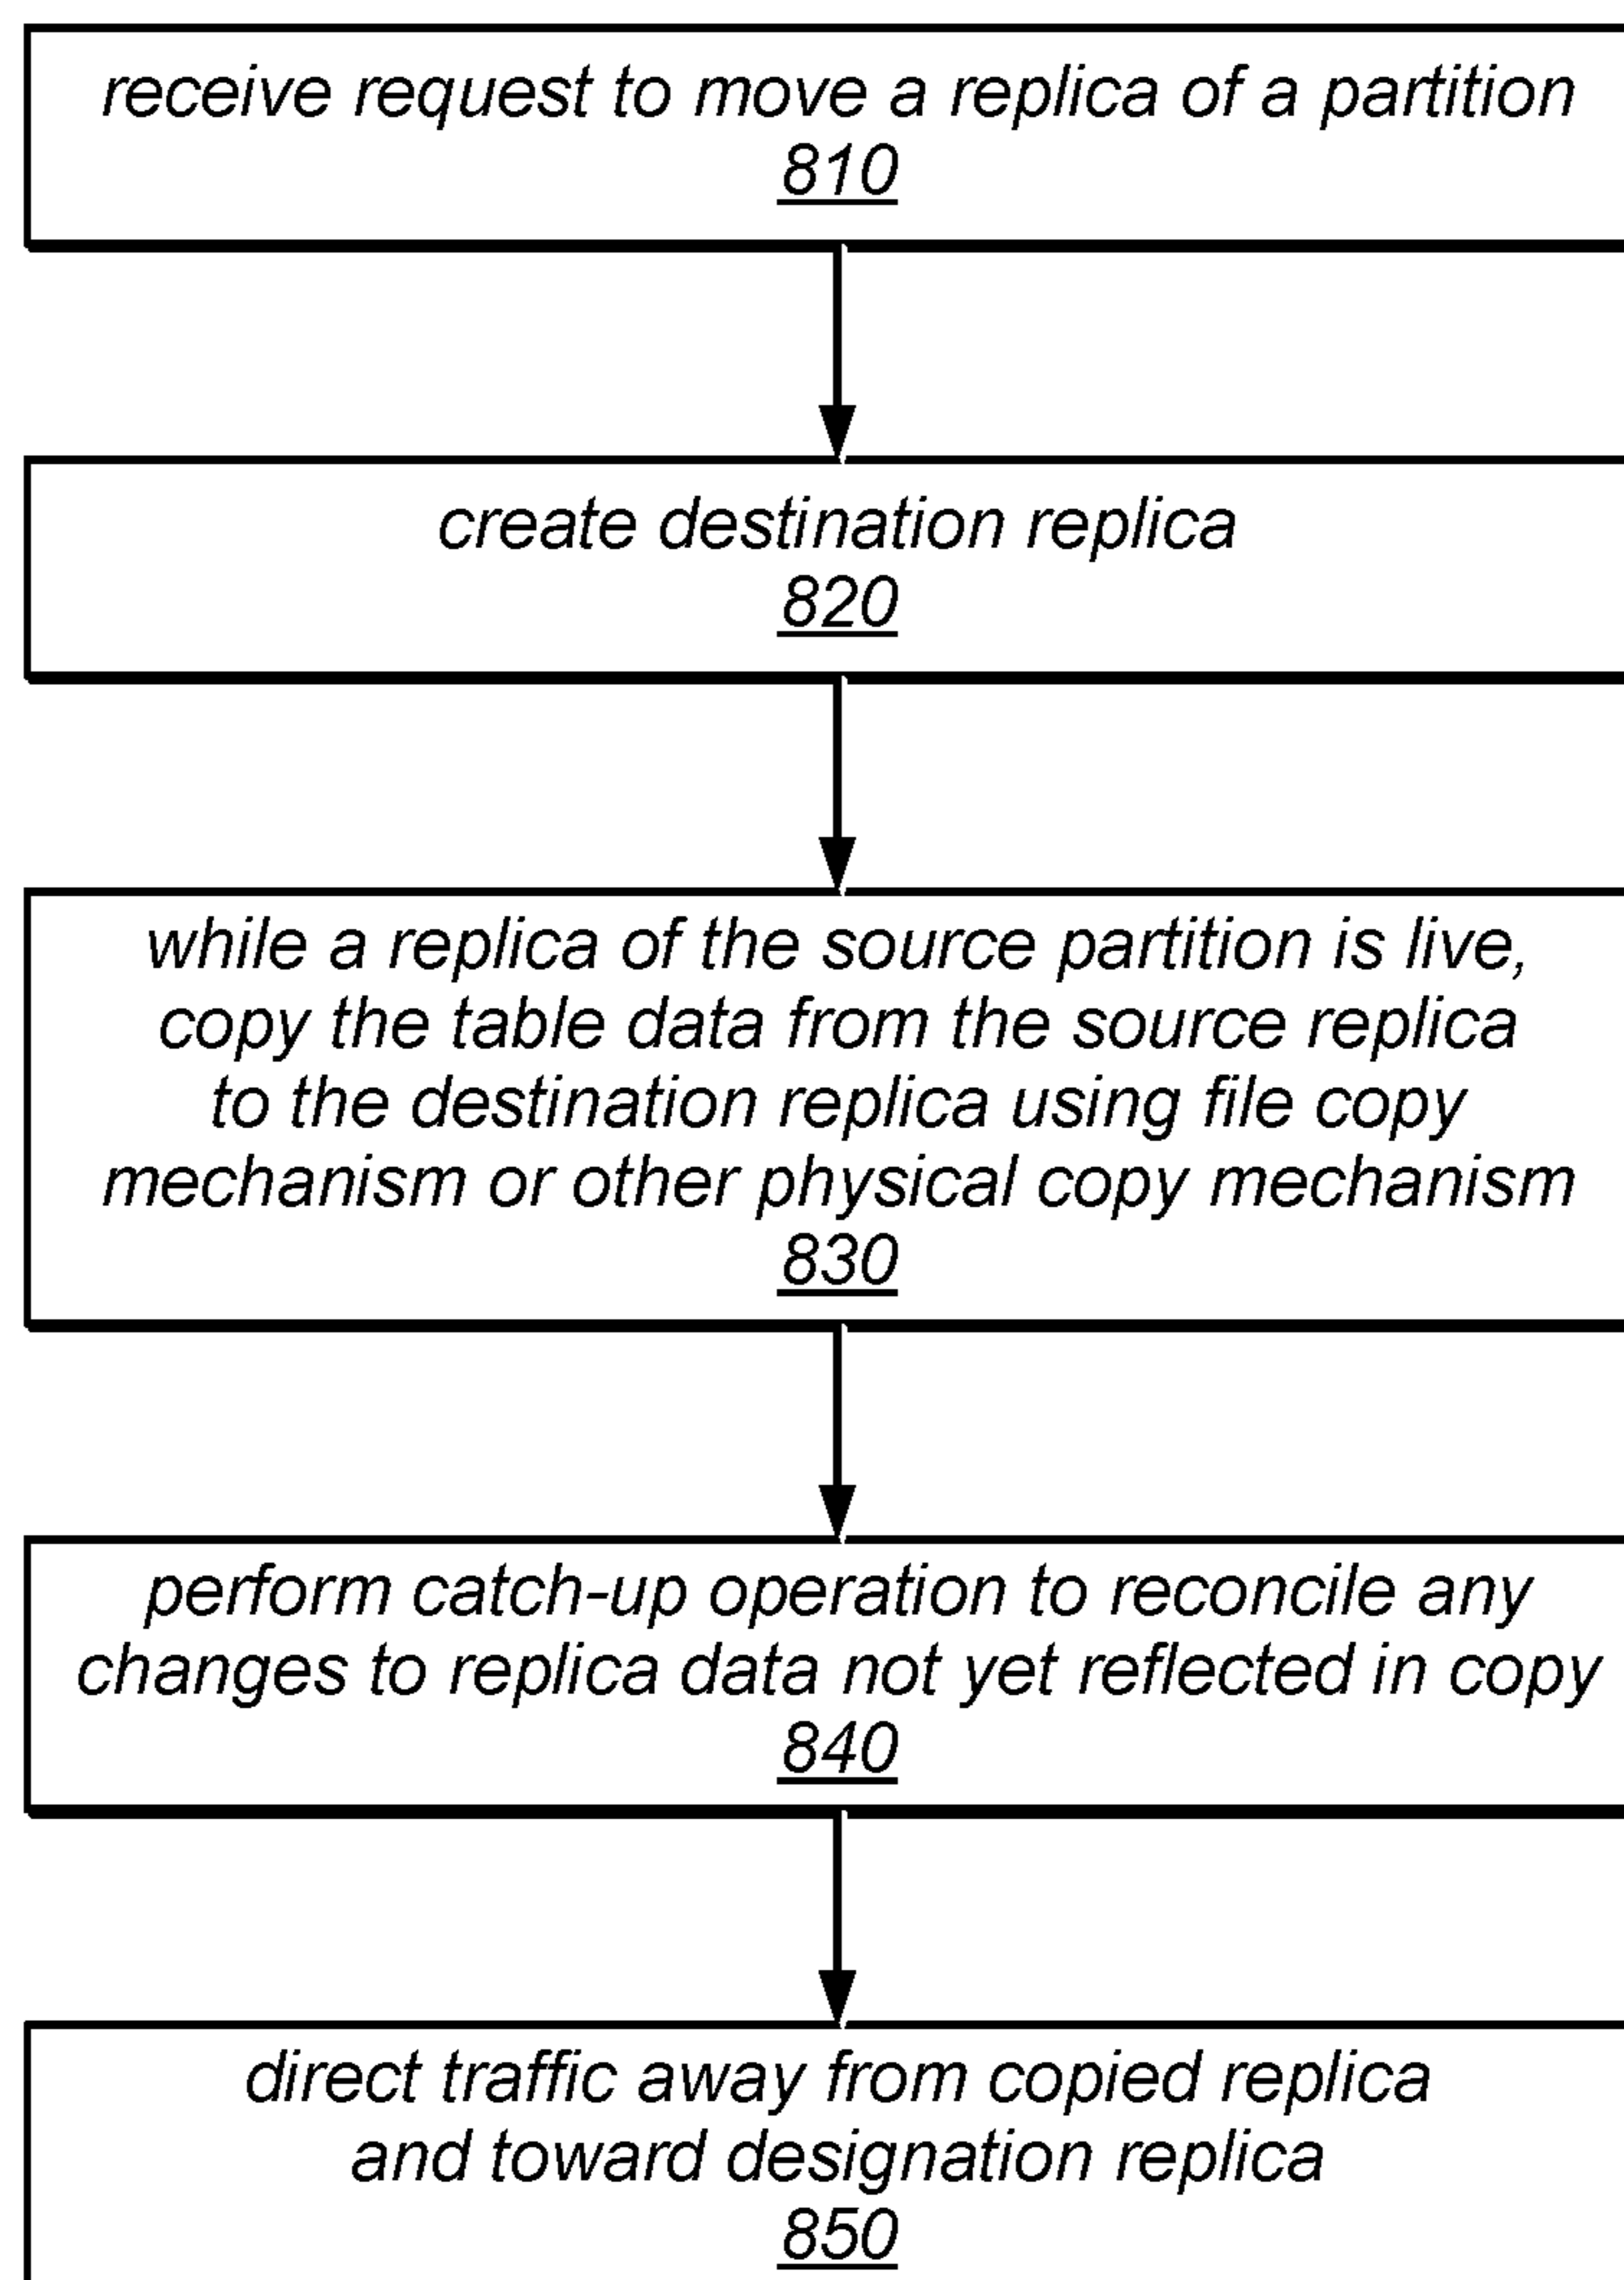 receive request to move a replica of a partition
810
create destination replica
820
while a replica of the source partition is live,
copy the table data from the source replica
to the destination replica using file copy
mechanism or other physical copy mechanism
830
perform catch-up operation to reconcile any
changes to replica data not yet reflected in copy
840
direct traffic away from copied replica
and toward designation replica
850